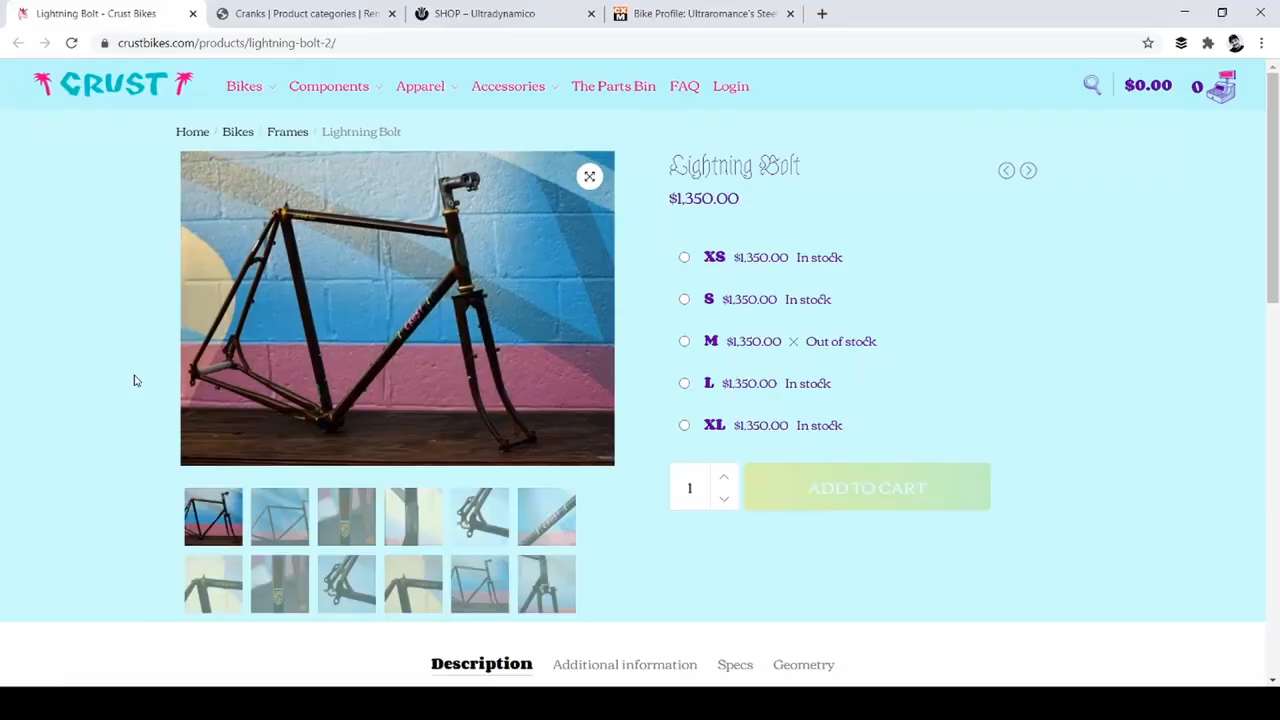 Lightning Bolt - Crust Bikes
Cranks | Product categories | Ren
SHOP – Ultradynamico
Bike Profile: Ultraromance's Stee
crustbikes.com/products/lightning-bolt-2/
CRUST
Bikes Components Apparel Accessories The Parts Bin FAQ Login
$0.00 0
Home / Bikes / Frames / Lightning Bolt
Lightning Bolt
$1,350.00
XS $1,350.00 In stock
S $1,350.00 In stock
M $1,350.00 × Out of stock
L $1,350.00 In stock
XL $1,350.00 In stock
1 ADD TO CART
CRUST
Description Additional information Specs Geometry